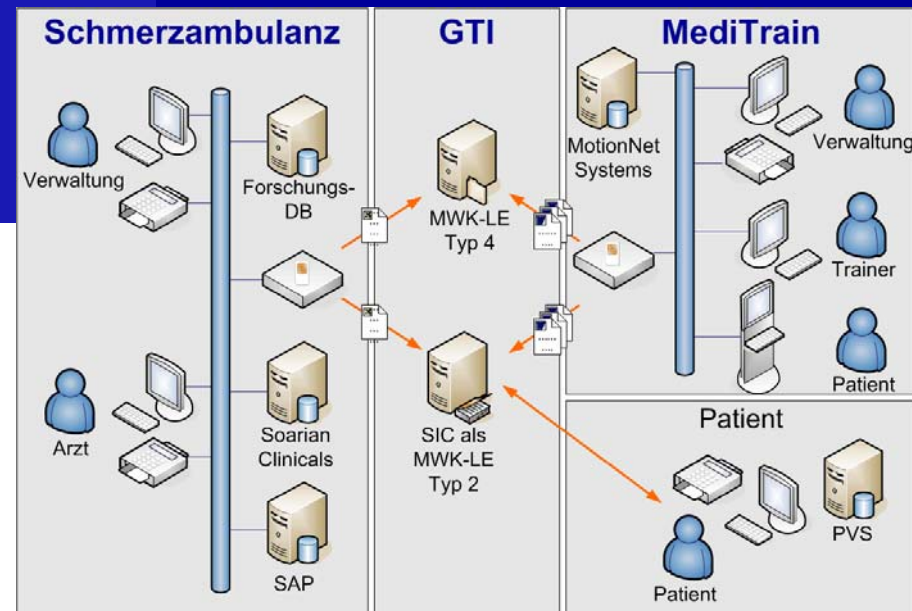 Schmerzambulanz
GTI
MediTrain
Verwaltung
Forschungs-
DB
MWK-LE
Typ 4
MotionNet
Systems
Verwaltung
Trainer
Patient
Arzt
Soarian
Clinicals
SAP
SIC als
MWK-LE
Typ 2
Patient
PVS
Patient